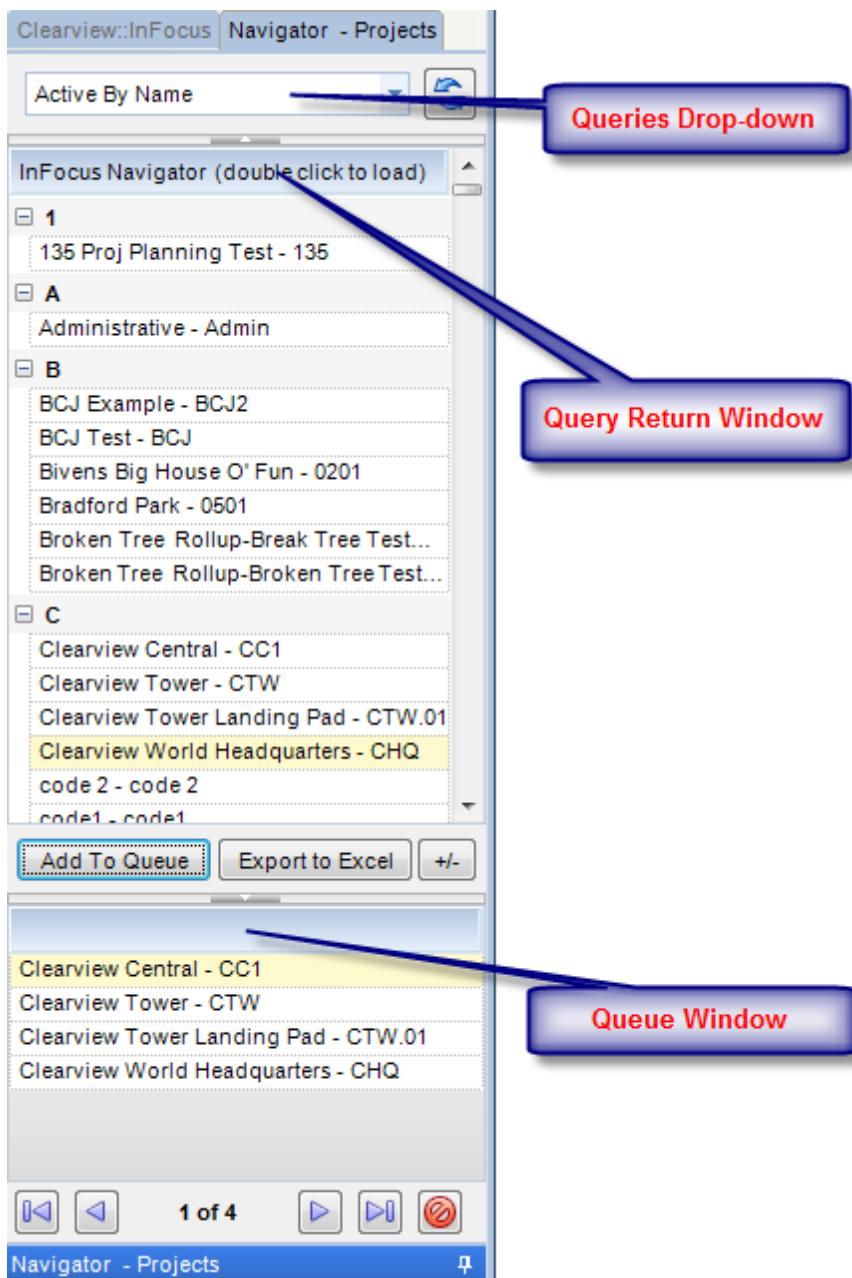 Clearview::InFocus
Navigator - Projects
Active By Name
Queries Drop-down
InFocus Navigator (double click to load)
1
135 Proj Planning Test - 135
A
Administrative - Admin
B
BCJ Example - BCJ2
BCJ Test - BCJ
Bivens Big House O' Fun - 0201
Bradford Park - 0501
Broken Tree Rollup-Break Tree Test...
Broken Tree Rollup-Broken Tree Test...
Query Return Window
C
Clearview Central - CC1
Clearview Tower - CTW
Clearview Tower Landing Pad - CTW.01
Clearview World Headquarters - CHQ
code 2 - code 2
code1 - code1
Add To Queue
Export to Excel
+/-
Clearview Central - CC1
Clearview Tower - CTW
Clearview Tower Landing Pad - CTW.01
Clearview World Headquarters - CHQ
Queue Window
1 of 4
Navigator - Projects